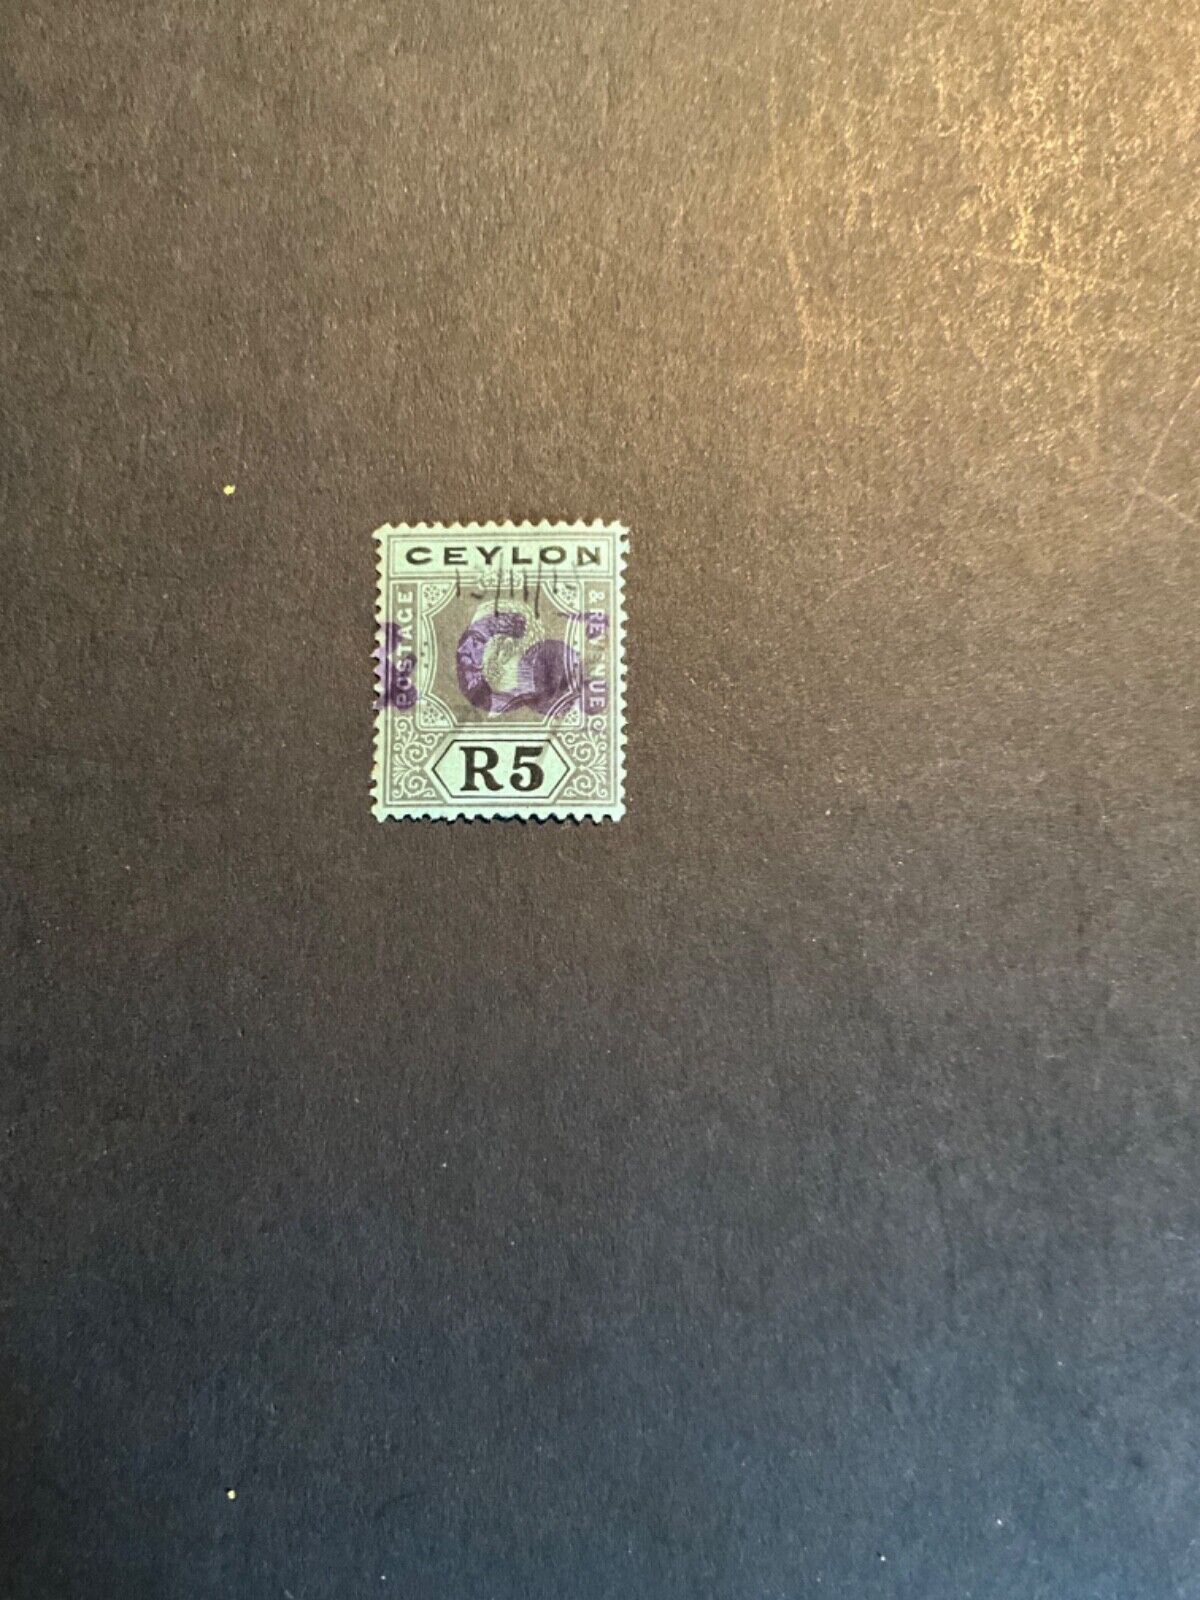 CEYLON
POSTAGE
& REVENUE
R5